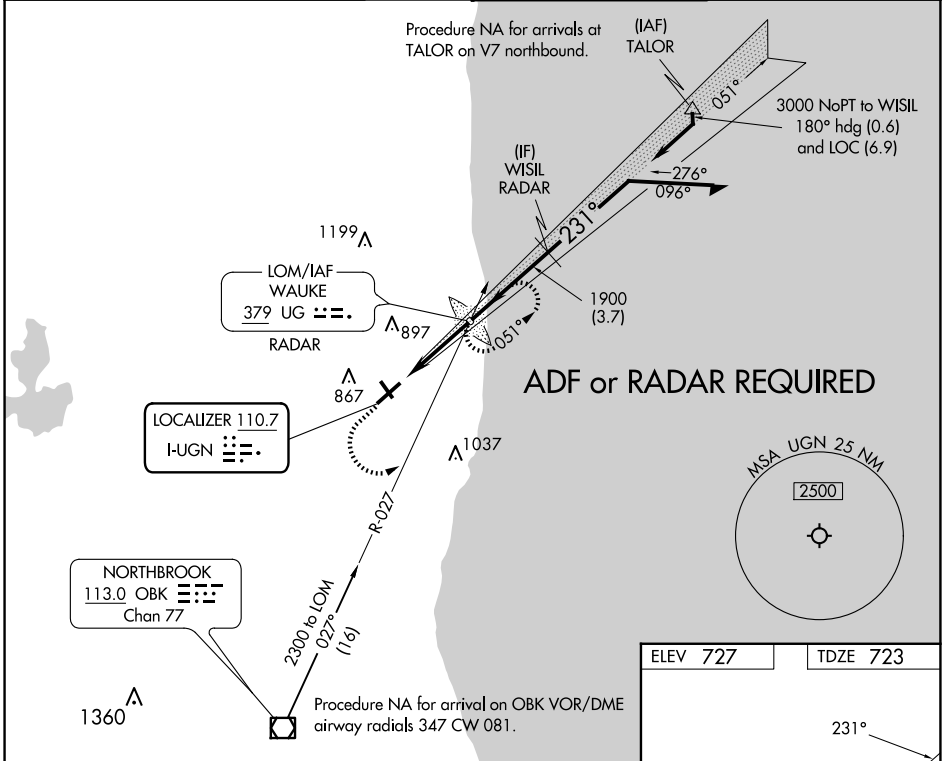 Procedure NA for arrivals at
TALOR on V7 northbound.
(IAF)
TALOR
051°
3000 NoPT to WISIL
180° hdg (0.6)
and LOC (6.9)
(IF)
WISIL
RADAR
276°
096°
231°
1199
LOM/IAF
WAUKE
379 UG
RADAR
897
051°
1900
(3.7)
867
ADF or RADAR REQUIRED
LOCALIZER 110.7
I-UGN
1037
MSA UGN 25 NM
2500
R-027
NORTHBROOK
113.0 OBK
Chan 77
2300 to LOM
027°
(16)
1360
Procedure NA for arrival on OBK VOR/DME
airway radials 347 CW 081.
ELEV 727
TDZE 723
231°